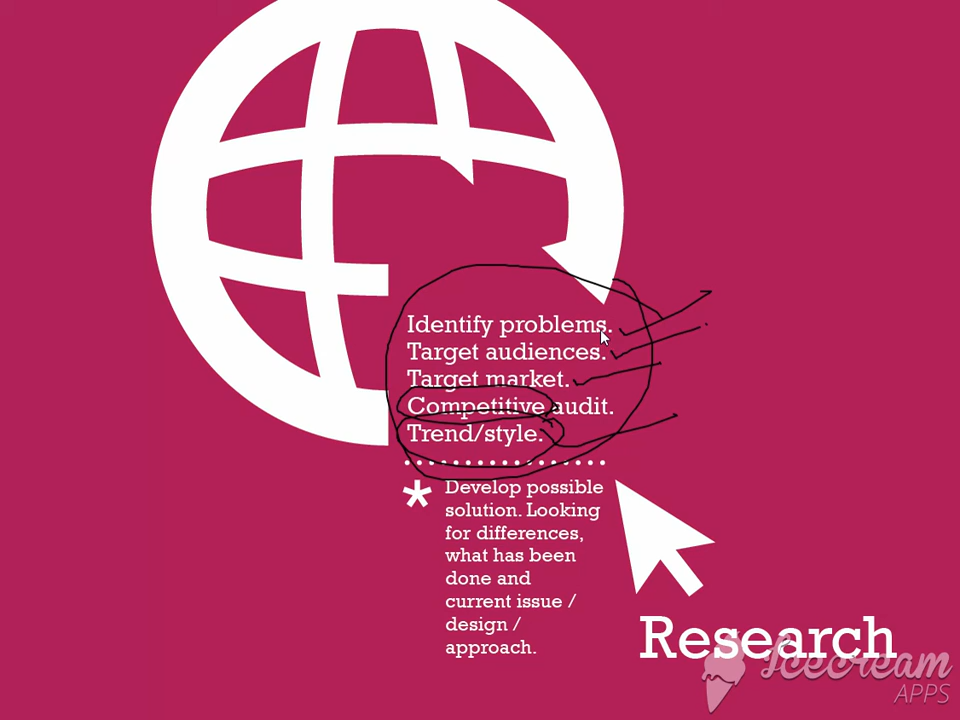 Identify problems.
Target audiences.
Target market.
Competitive audit.
Trend/style.
* Develop possible
solution. Looking
for differences,
what has been
done and
current issue /
design /
approach.
Research
Icecream
APPS